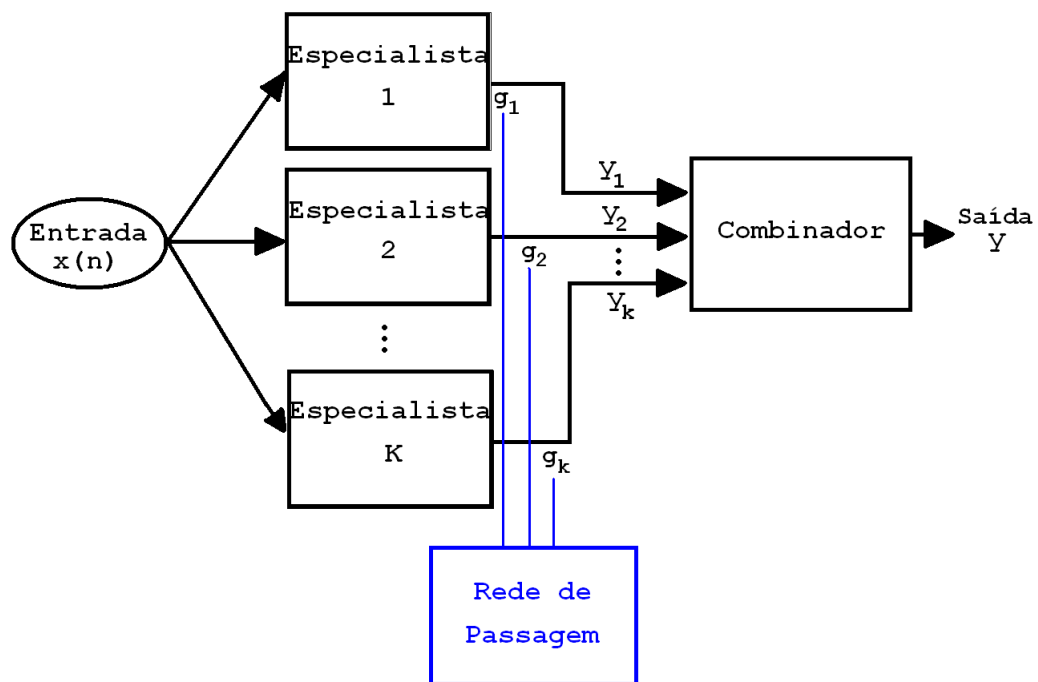 Especialista
1
g1
Entrada
x(n)
Especialista
2
g2
y1
y2
yk
Combinador
Saída
y
Especialista
K
gk
Rede de
Passagem